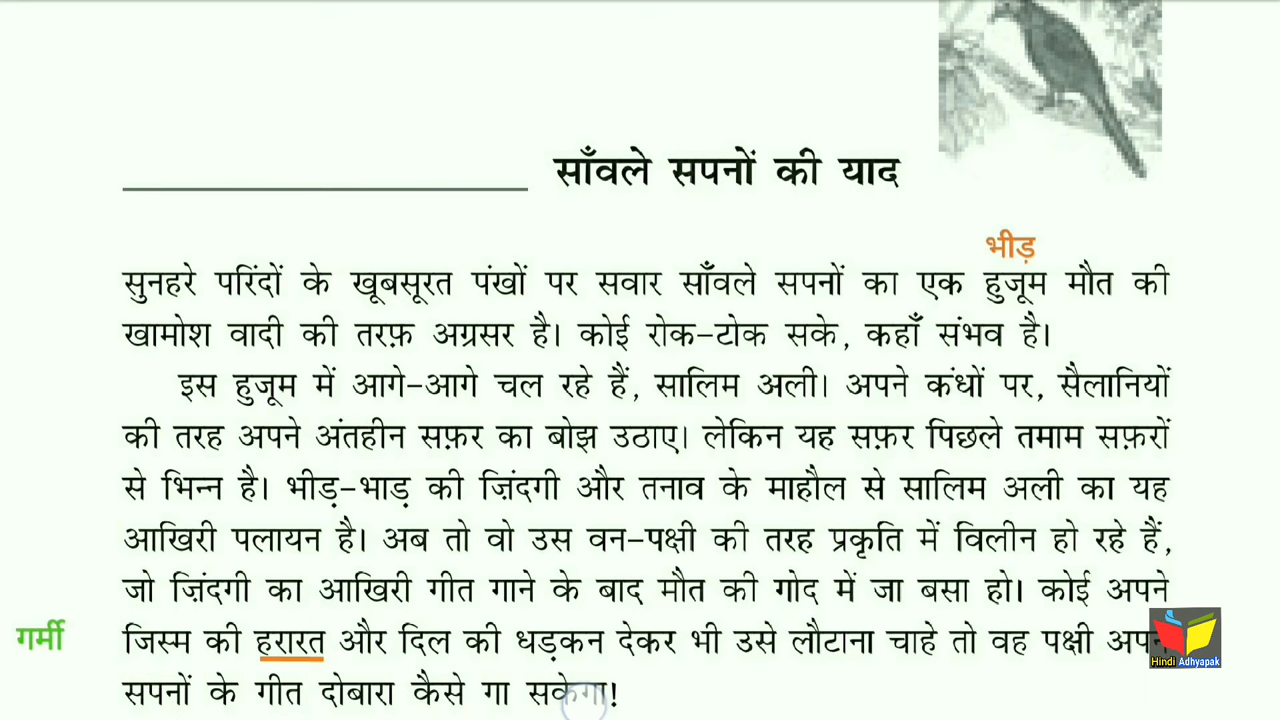 साँवले सपनों की याद
भीड़
सुनहरे परिंदों के खूबसूरत पंखों पर सवार साँवले सपनों का एक हुजूम मौत की
खामोश वादी की तरफ़ अग्रसर है। कोई रोक-टोक सके, कहाँ संभव है।
इस हुजूम में आगे-आगे चल रहे हैं, सालिम अली। अपने कंधों पर, सैलानियों
की तरह अपने अंतहीन सफ़र का बोझ उठाए। लेकिन यह सफ़र पिछले तमाम सफ़रों
से भिन्न है। भीड़-भाड़ की ज़िंदगी और तनाव के माहौल से सालिम अली का यह
आखिरी पलायन है। अब तो वो उस वन-पक्षी की तरह प्रकृति में विलीन हो रहे हैं,
जो ज़िंदगी का आखिरी गीत गाने के बाद मौत की गोद में जा बसा हो। कोई अपने
गर्मी जिस्म की हरारत और दिल की धड़कन देकर भी उसे लौटाना चाहे तो वह पक्षी अपने
सपनों के गीत दोबारा कैसे गा सकेगा!
Hindi Adhyapak